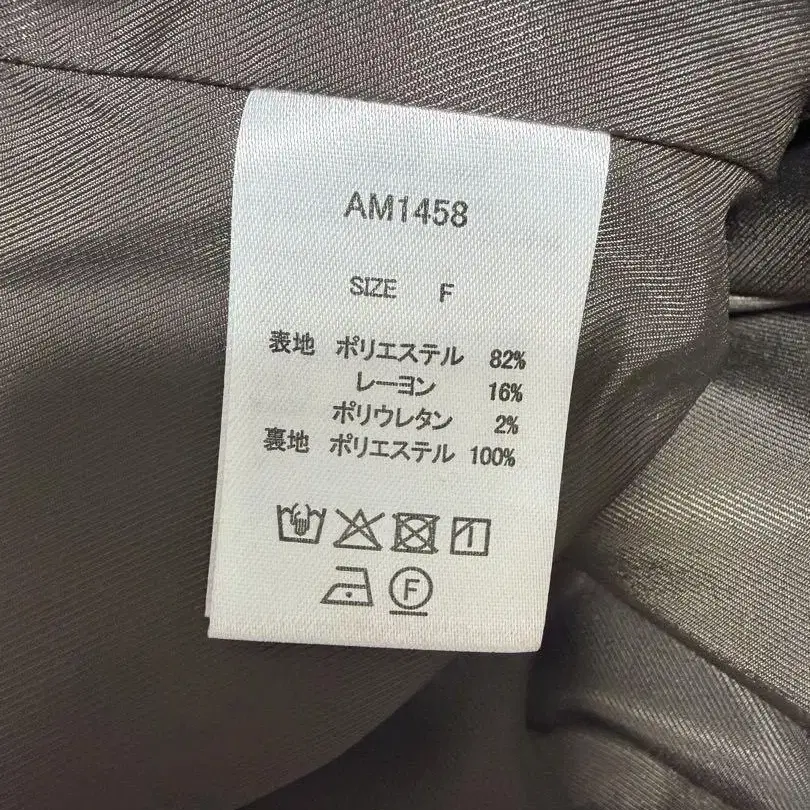 AM1458
SIZE F
表地 ポリエステル 82%
レーヨン 16%
ポリウレタン 2%
裏地 ポリエステル 100%
F